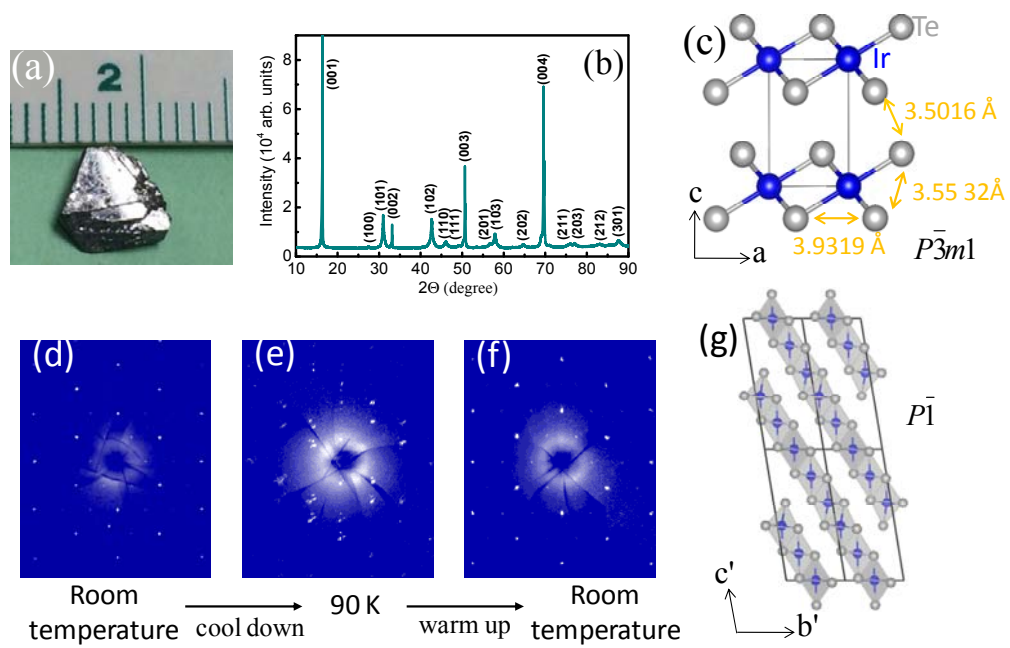 (a)
2
(b)
Intensity (10⁴ arb. units)
8
6
4
2
0
(001)
(100)
(101)
(002)
(102)
(110)
(111)
(003)
(201)
(103)
(202)
(004)
(211)
(203)
(212)
(301)
10 20 30 40 50 60 70 80 90
2Θ (degree)
(c)
Te
Ir
3.5016 Å
3.55 32Å
3.9319 Å
c
a
P3̄m1
(d)
(e)
(f)
Room
temperature
cool down
90 K
warm up
Room
temperature
(g)
P1̄
c'
b'